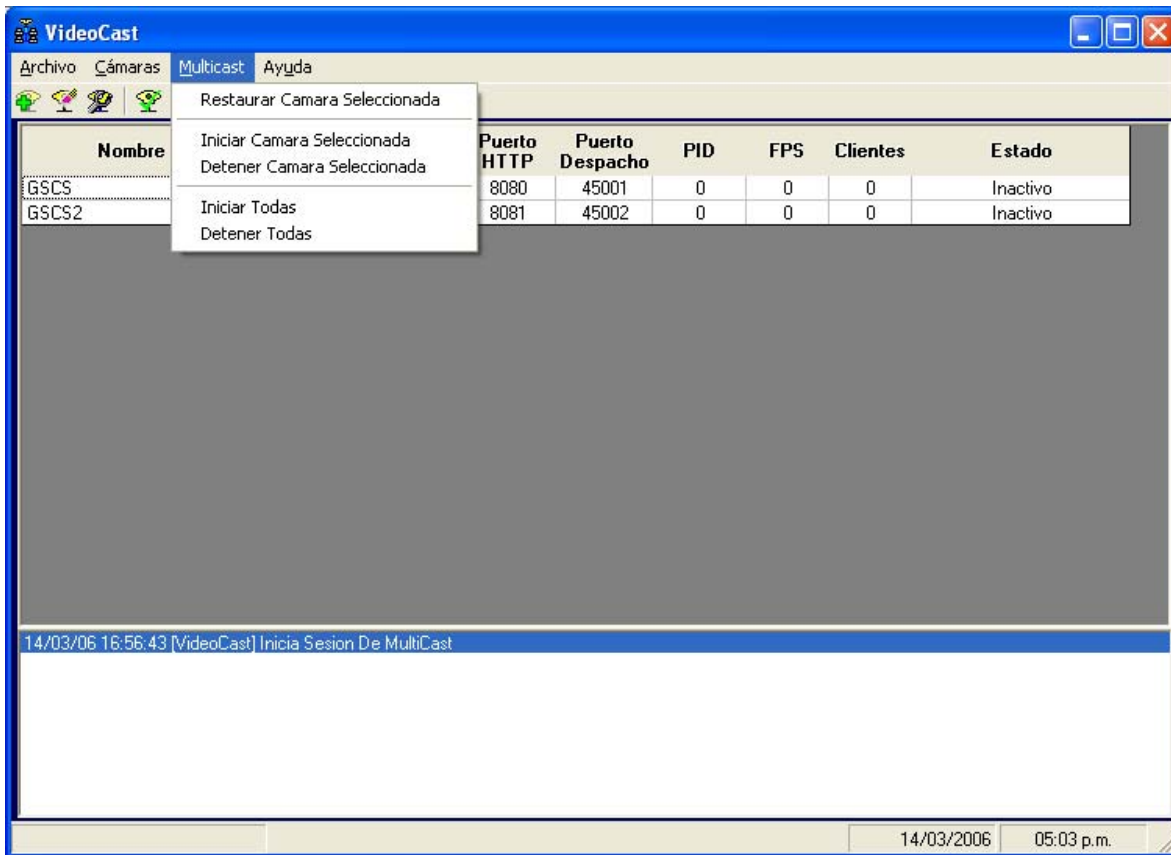 VideoCast
Archivo Cámaras Multicast Ayuda
Restaurar Camara Seleccionada
Iniciar Camara Seleccionada
Detener Camara Seleccionada
Iniciar Todas
Detener Todas
Nombre Puerto HTTP Puerto Despacho PID FPS Clientes Estado
GSCS 8080 45001 0 0 0 Inactivo
GSCS2 8081 45002 0 0 0 Inactivo
14/03/06 16:56:43 [VideoCast] Inicia Sesion De MultiCast
14/03/2006 05:03 p.m.